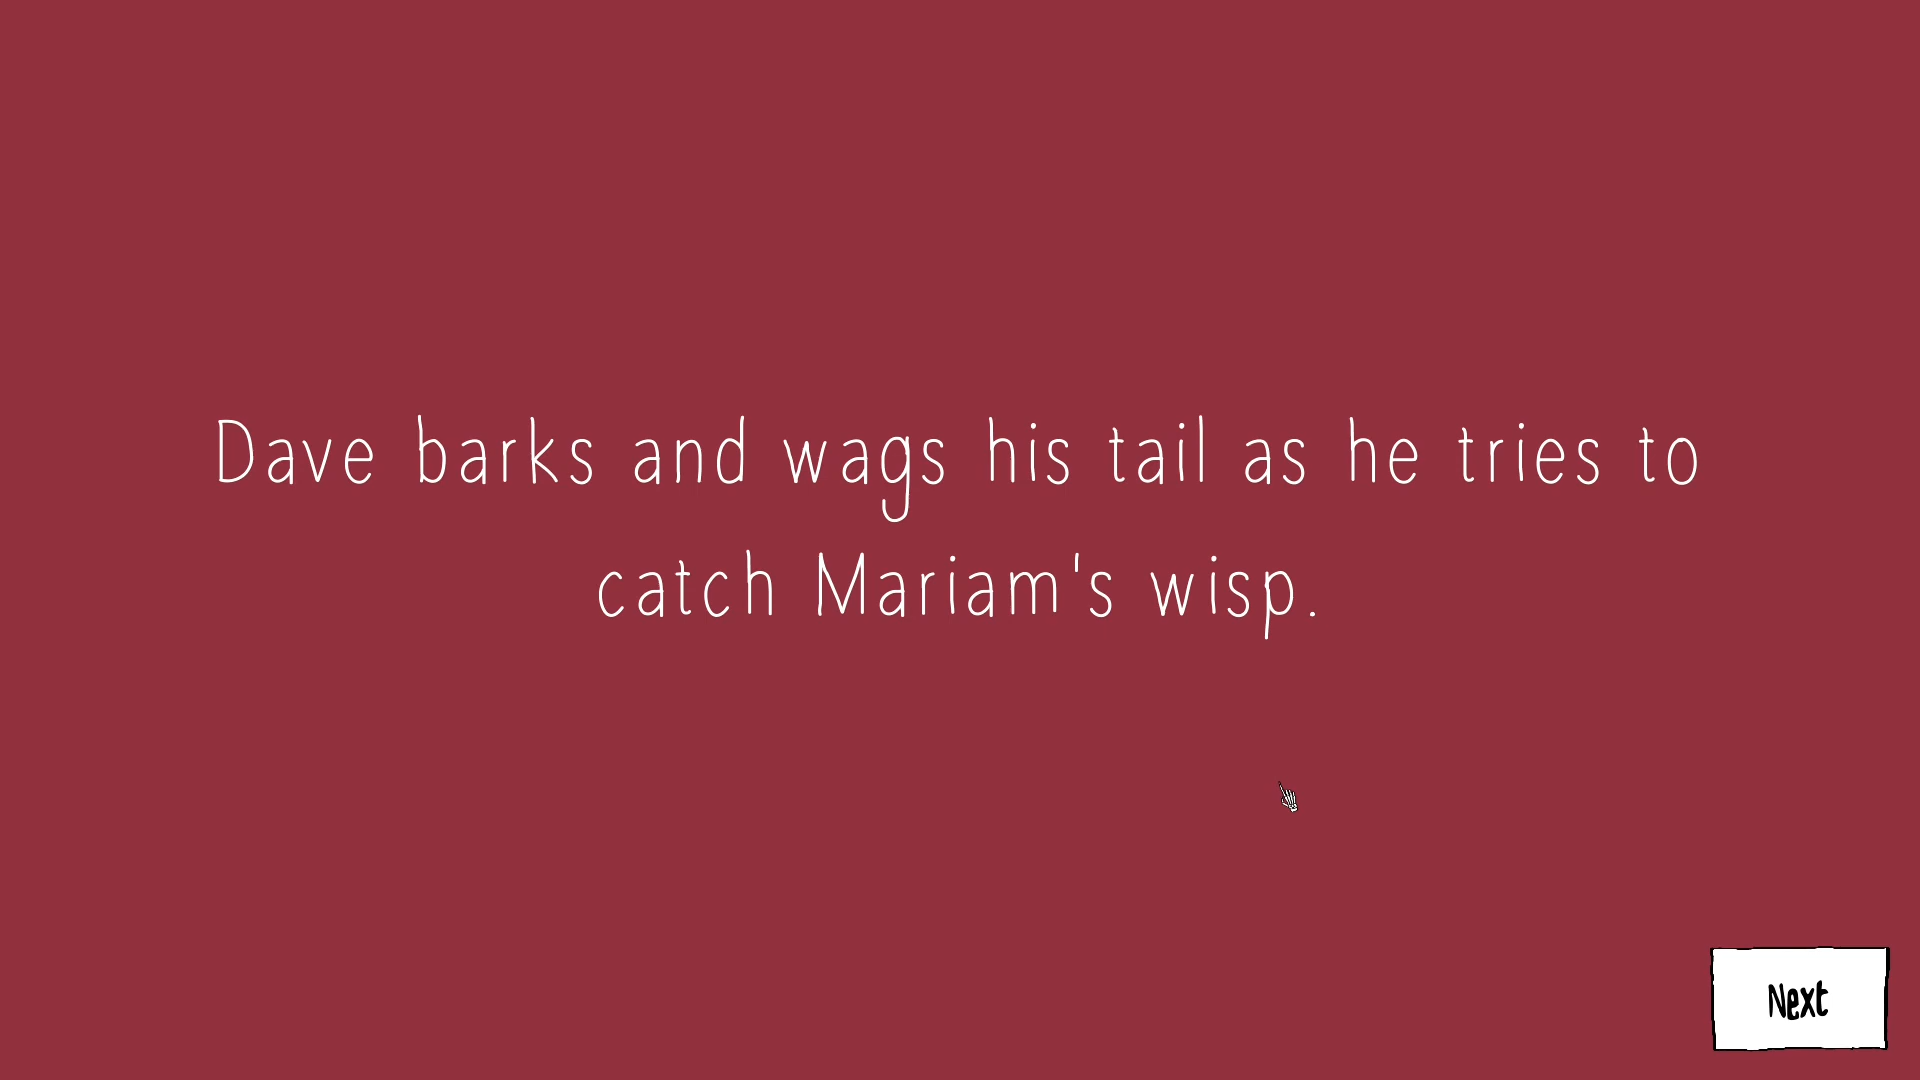 Dave barks and wags his tail as he tries to
catch Mariam's wisp.
Next